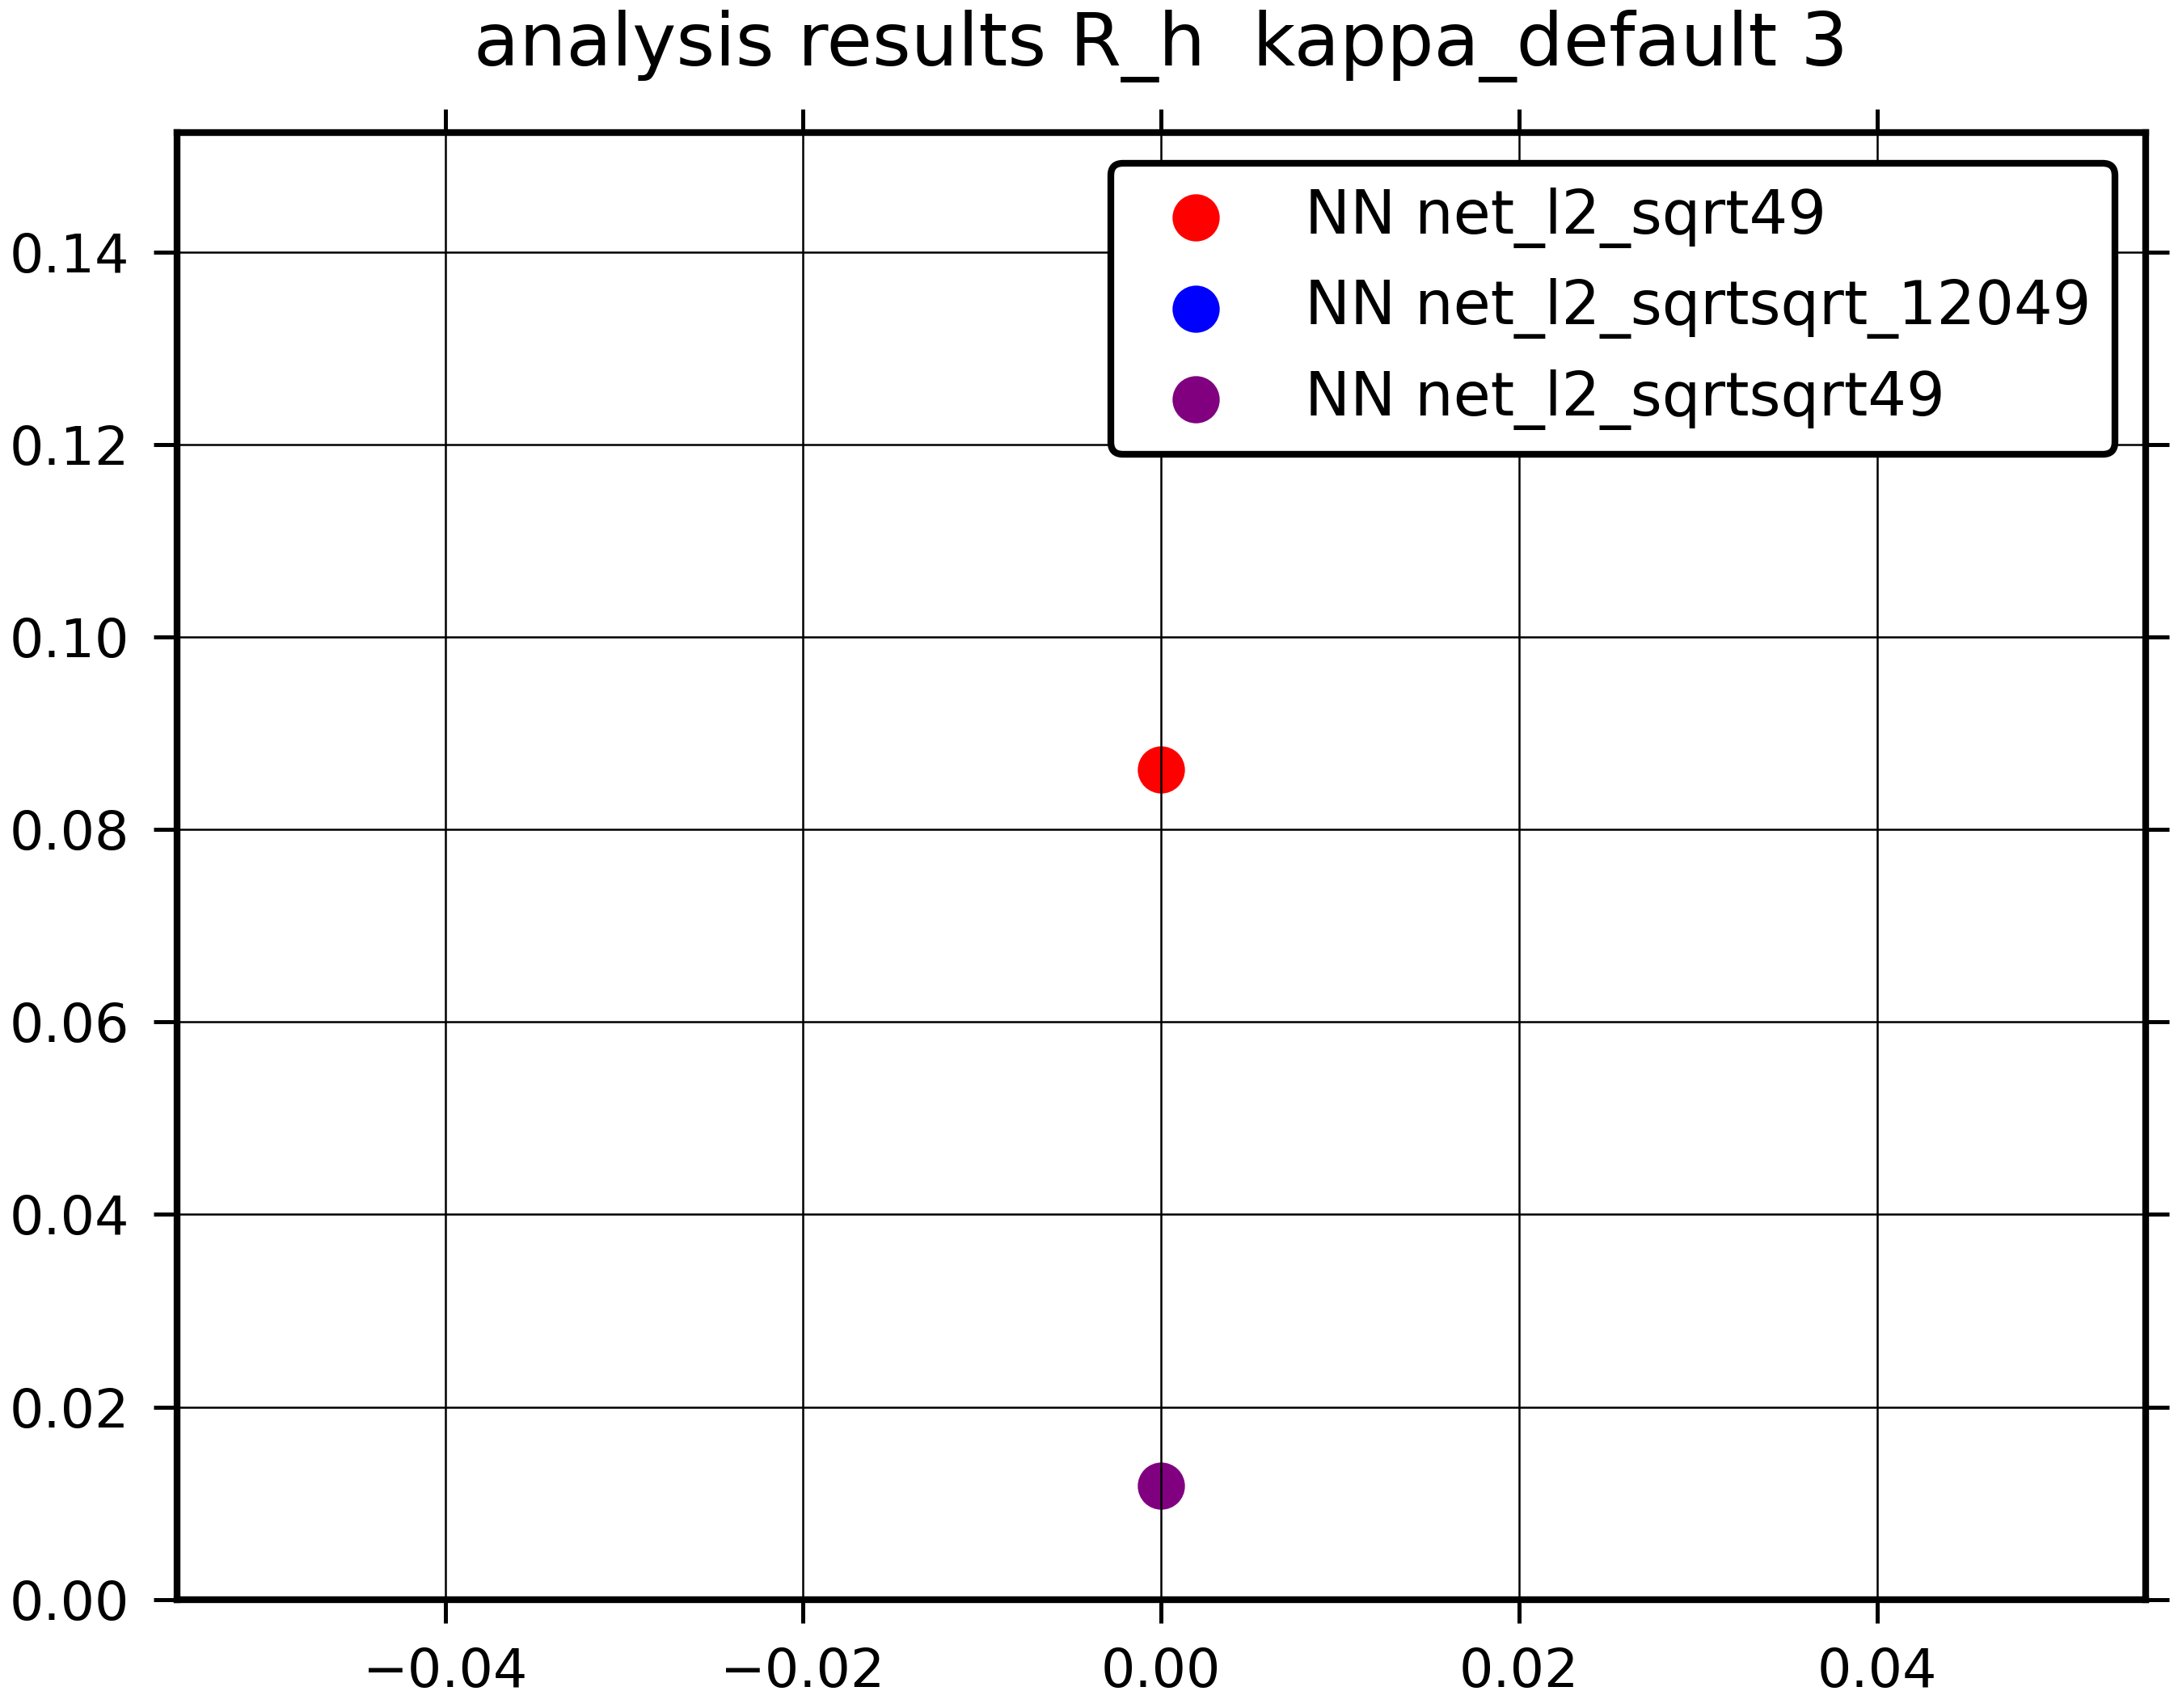 analysis results R_h  kappa_default 3
NN net_l2_sqrt49
NN net_l2_sqrtsqrt_12049
NN net_l2_sqrtsqrt49
0.14
0.12
0.10
0.08
0.06
0.04
0.02
0.00
−0.04 −0.02 0.00 0.02 0.04